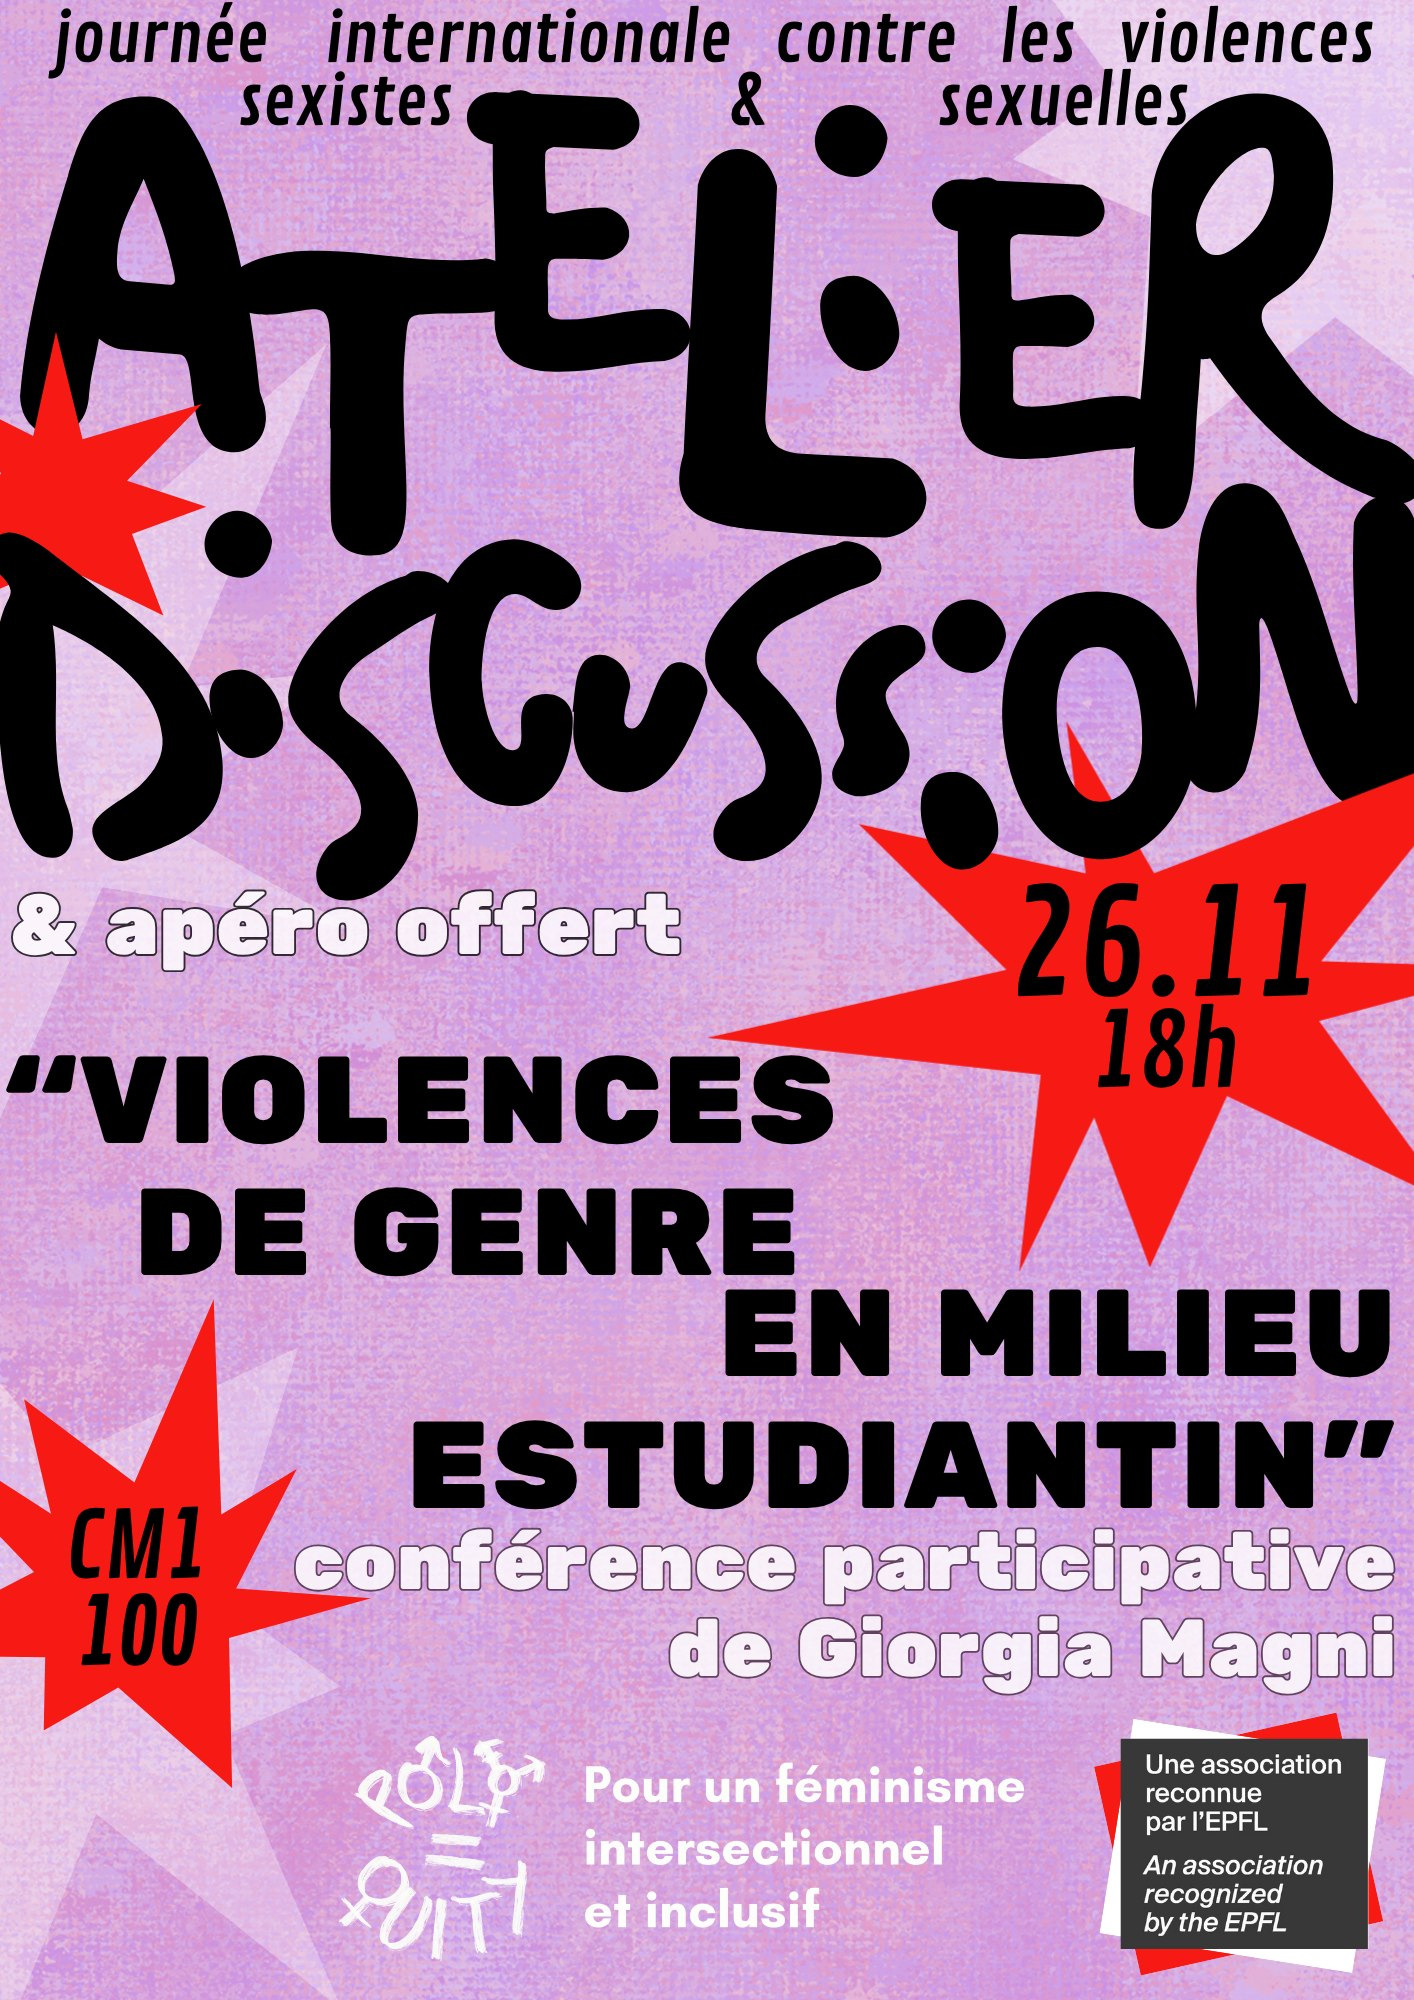 journée internationale contre les violences
sexistes & sexuelles
ATELiER
DiSCUSSiON
& apéro offert
26.11
18h
“VIOLENCES
DE GENRE
EN MILIEU
ESTUDIANTIN”
CM1
100
conférence participative
de Giorgia Magni
POLY
=
QUITY
Pour un féminisme
intersectionnel
et inclusif
Une association
reconnue
par l’EPFL
An association
recognized
by the EPFL